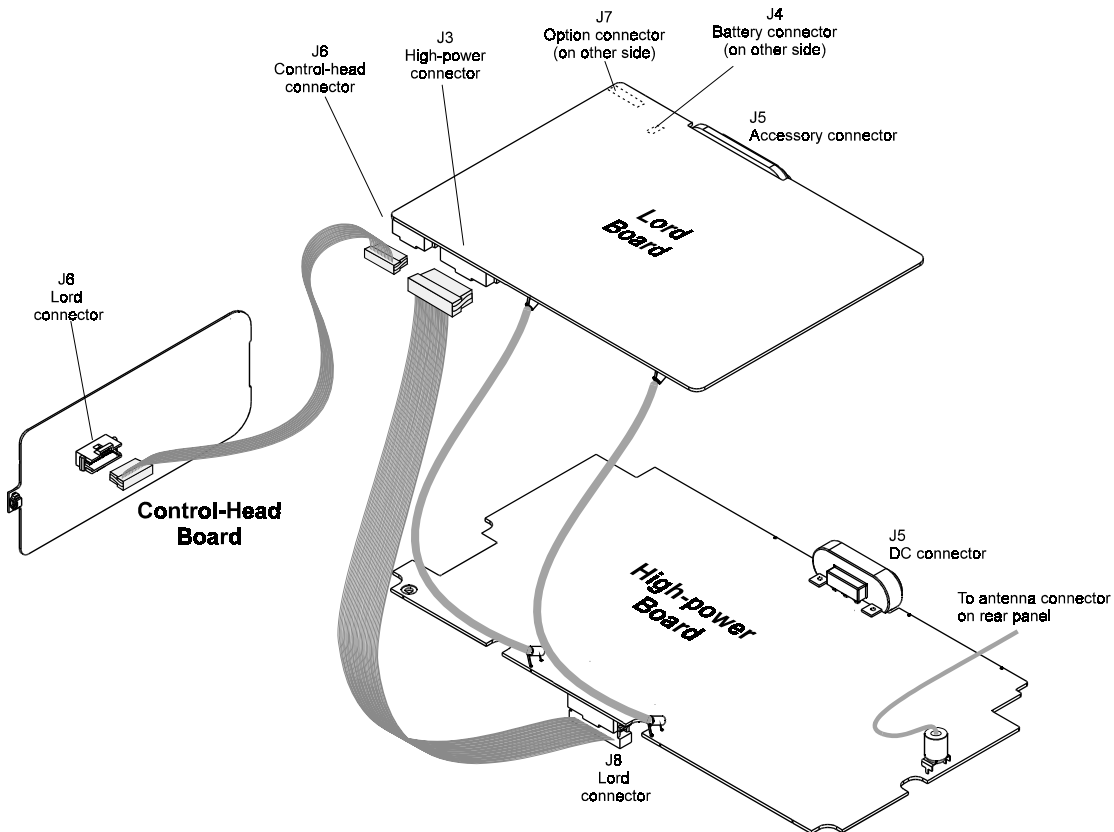 J7
Option connector
(on other side)
J4
Battery connector
(on other side)
J3
High-power
connector
J6
Control-head
connector
J5
Accessory connector
Lord
Board
J6
Lord
connector
Control-Head
Board
J5
DC connector
High-power
Board
To antenna connector
on rear panel
J8
Lord
connector